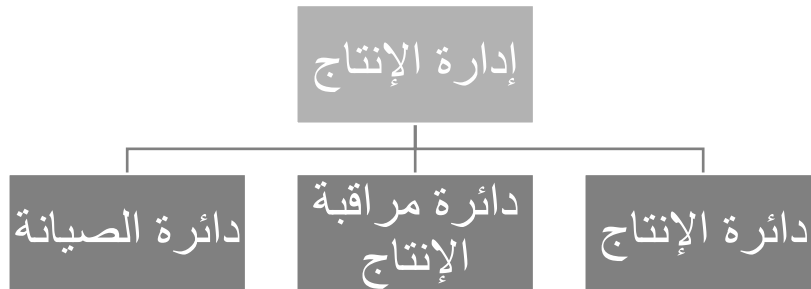 إدارة الإنتاج
دائرة الإنتاج
دائرة مراقبة
الإنتاج
دائرة الصيانة